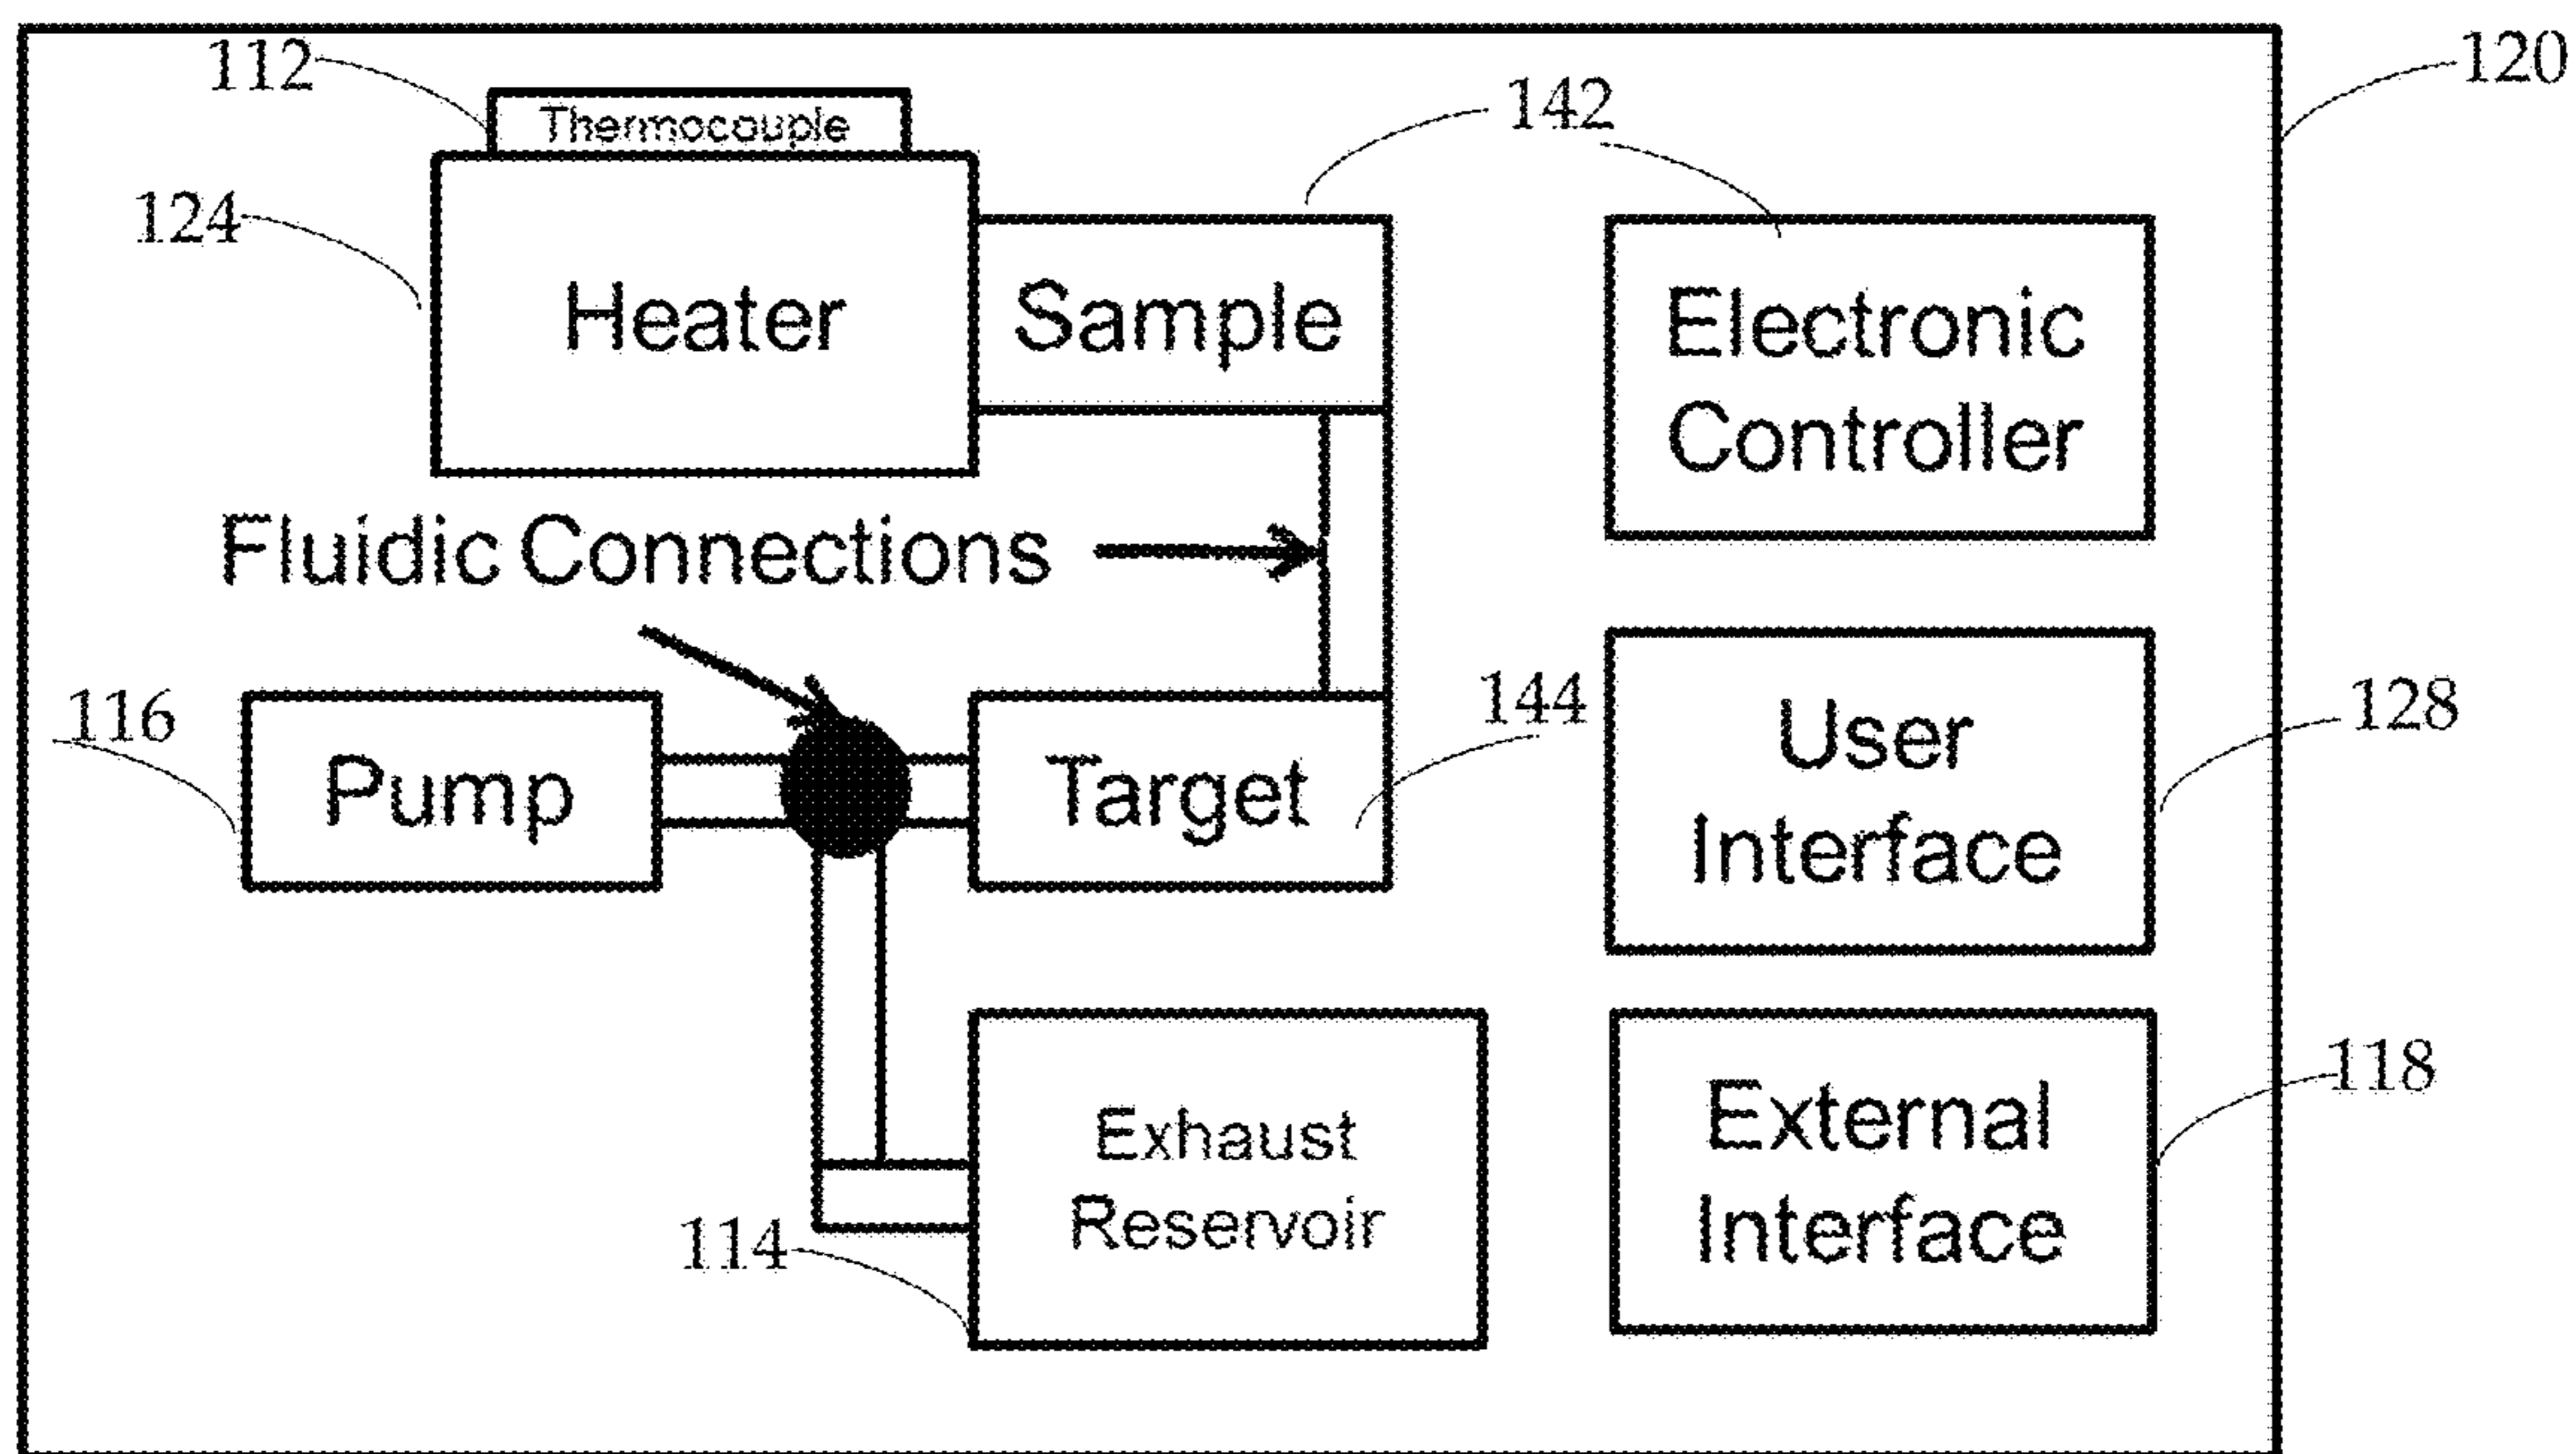 120
112
Thermocouple
142
124
Heater
Sample
Electronic
Controller
Fluidic Connections
116
Pump
Target
144
User
Interface
128
Exhaust
Reservoir
114
External
Interface
118